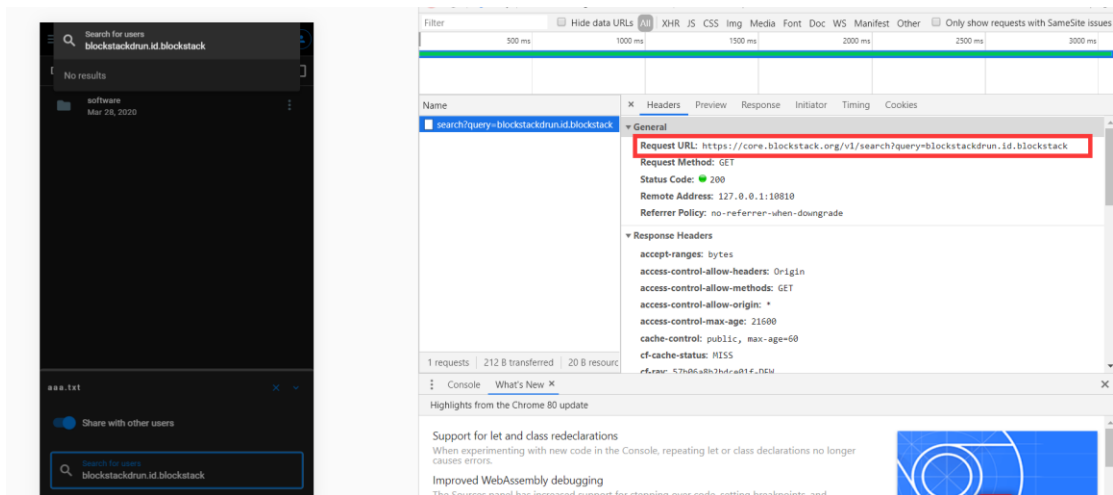 Search for users
blockstackdrun.id.blockstack
No results
software
Mar 28, 2020
aaa.txt
Share with other users
Search for users
blockstackdrun.id.blockstack
Filter
Hide data URLs All XHR JS CSS Img Media Font Doc WS Manifest Other Only show requests with SameSite issues
500 ms 1000 ms 1500 ms 2000 ms 2500 ms 3000 ms
Name
search?query=blockstackdrun.id.blockstack
1 requests 212 B transferred 20 B resourc
× Headers Preview Response Initiator Timing Cookies
General
Request URL: https://core.blockstack.org/v1/search?query=blockstackdrun.id.blockstack
Request Method: GET
Status Code: 200
Remote Address: 127.0.0.1:10810
Referrer Policy: no-referrer-when-downgrade
Response Headers
accept-ranges: bytes
access-control-allow-headers: Origin
access-control-allow-methods: GET
access-control-allow-origin: *
access-control-max-age: 21600
cache-control: public, max-age=60
cf-cache-status: MISS
Console What's New ×
Highlights from the Chrome 80 update
Support for let and class redeclarations
When experimenting with new code in the Console, repeating let or class declarations no longer
causes errors.
Improved WebAssembly debugging